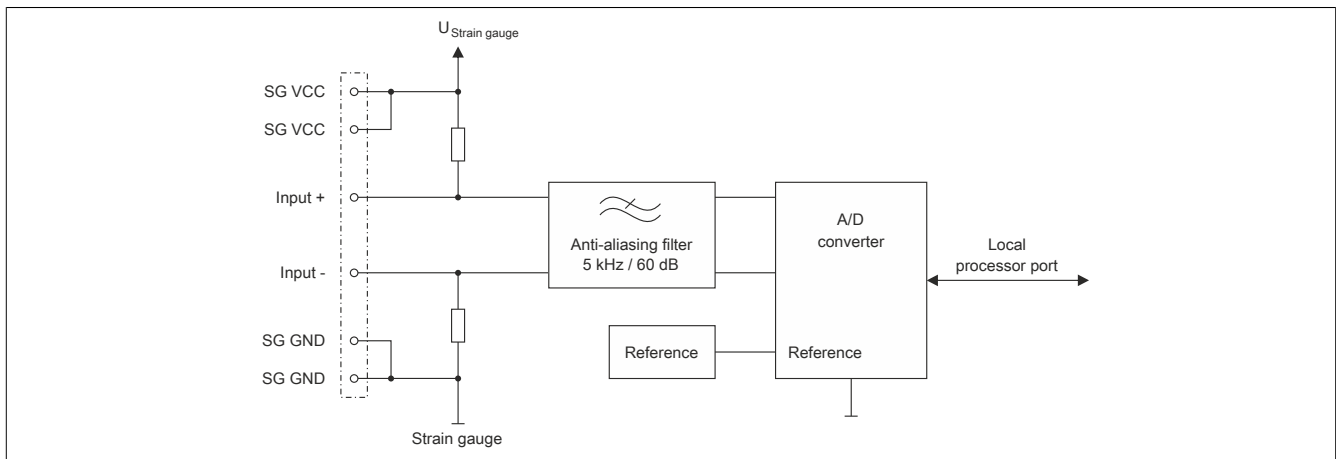 U Strain gauge
SG VCC
SG VCC
Input +
Input -
SG GND
SG GND
Strain gauge
Anti-aliasing filter
5 kHz / 60 dB
Reference
A/D
converter
Reference
Local
processor port